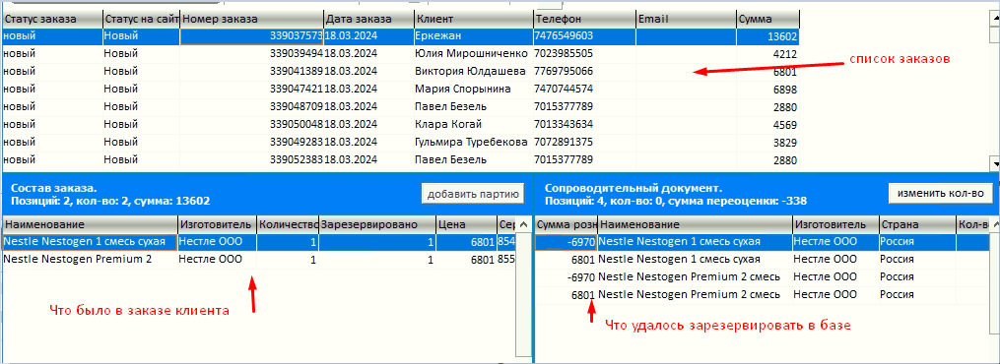 Статус заказа Статус на сайт Номер заказа Дата заказа Клиент Телефон Email Сумма
новый Новый 339037573 18.03.2024 Еркежан 7476549603 13602
новый Новый 339039494 18.03.2024 Юлия Мирошниченко 7023985505 4212
новый Новый 339041389 18.03.2024 Виктория Юлдашева 7769795066 6801
новый Новый 339047421 18.03.2024 Мария Спорынина 7470744574 6898
новый Новый 339048709 18.03.2024 Павел Безель 7015377789 2880
новый Новый 339050048 18.03.2024 Клара Когай 7013343634 4569
новый Новый 339049283 18.03.2024 Гульмира Туребекова 7072891375 3829
новый Новый 339052383 18.03.2024 Павел Безель 7015377789 2880
список заказов
Состав заказа.
Позиций: 2, кол-во: 2, сумма: 13602
добавить партию
Наименование Изготовитель Количество Зарезервировано Цена Сер
Nestle Nestogen 1 смесь сухая Нестле ООО 1 1 6801 854
Nestle Nestogen Premium 2 Нестле ООО 1 1 6801 855
Что было в заказе клиента
Сопроводительный документ.
Позиций: 4, кол-во: 0, сумма переоценки: -338
изменить кол-во
Сумма розн Наименование Изготовитель Страна Кол-в
-6970 Nestle Nestogen 1 смесь сухая Нестле ООО Россия
6801 Nestle Nestogen 1 смесь сухая Нестле ООО Россия
-6970 Nestle Nestogen Premium 2 смесь Нестле ООО Россия
6801 Nestle Nestogen Premium 2 смесь Нестле ООО Россия
Что удалось зарезервировать в базе